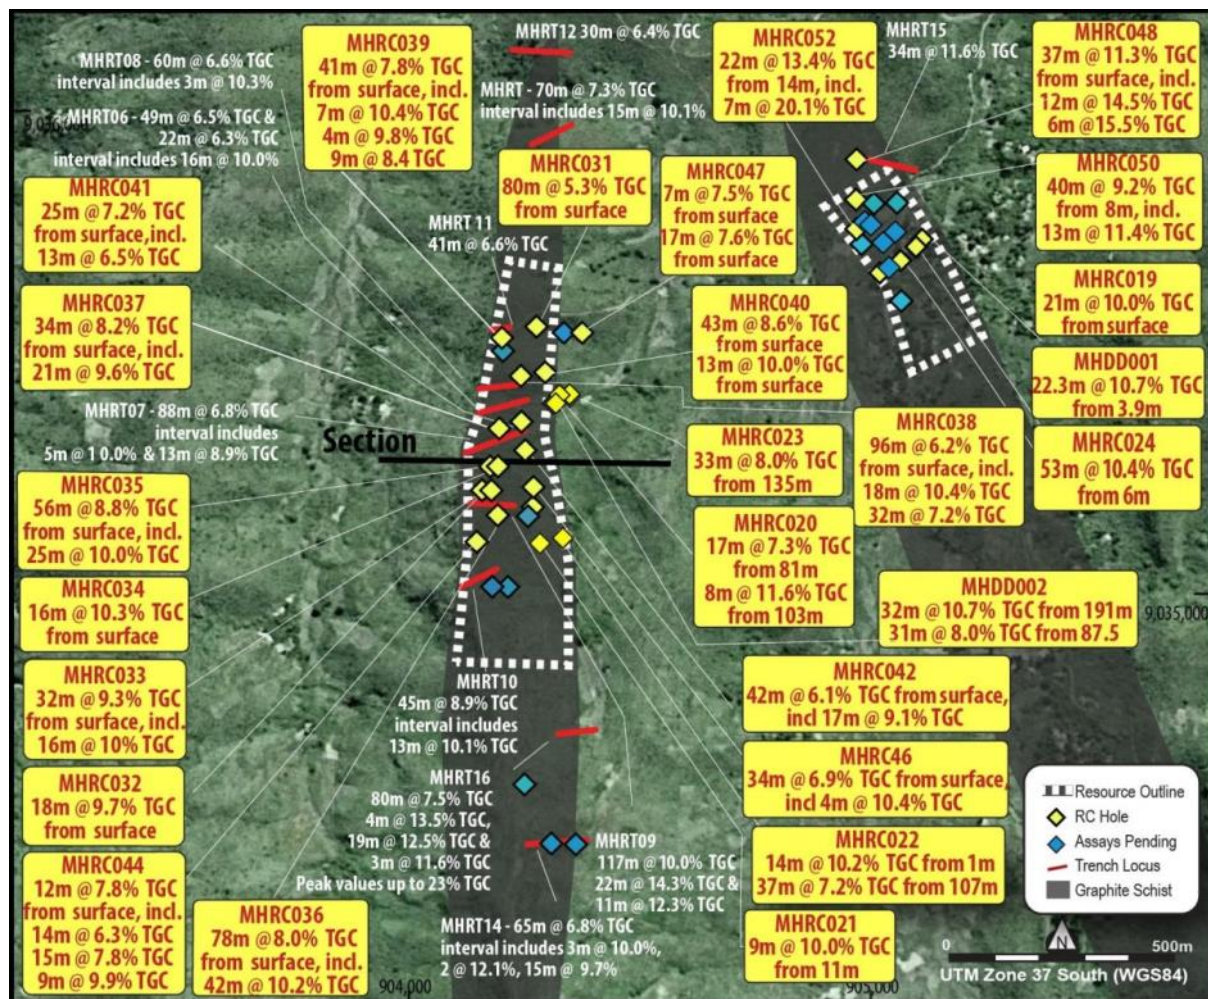 MHRT08 - 60m @ 6.6% TGC
interval includes 3m @ 10.3%
9,036,000
MHRT06 - 49m @ 6.5% TGC &
22m @ 6.3% TGC
interval includes 16m @ 10.0%
MHRC039
41m @ 7.8% TGC
from surface, incl.
7m @ 10.4% TGC
4m @ 9.8% TGC
9m @ 8.4 TGC
MHRT12 30m @ 6.4% TGC
MHRT - 70m @ 7.3% TGC
interval includes 15m @ 10.1%
MHRC052
22m @ 13.4% TGC
from 14m, incl.
7m @ 20.1% TGC
MHRT15
34m @ 11.6% TGC
MHRC048
37m @ 11.3% TGC
from surface, incl.
12m @ 14.5% TGC
6m @15.5% TGC
MHRC041
25m @ 7.2% TGC
from surface,incl.
13m @ 6.5% TGC
MHRC031
80m @ 5.3% TGC
from surface
MHRC047
7m @ 7.5% TGC
from surface
17m @ 7.6% TGC
from surface
MHRC050
40m @ 9.2% TGC
from 8m, incl.
13m @ 11.4% TGC
MHRT 11
41m @ 6.6% TGC
MHRC037
34m @ 8.2% TGC
from surface, incl.
21m @ 9.6% TGC
MHRC040
43m @ 8.6% TGC
from surface
13m @ 10.0% TGC
from surface
MHRC019
21m @ 10.0% TGC
from surface
MHDD001
22.3m @ 10.7% TGC
from 3.9m
MHRT07 - 88m @ 6.8% TGC
interval includes
5m @ 1 0.0% & 13m @ 8.9% TGC
Section
MHRC023
33m @ 8.0% TGC
from 135m
MHRC038
96m @ 6.2% TGC
from surface, incl.
18m @ 10.4% TGC
32m @ 7.2% TGC
MHRC024
53m @ 10.4% TGC
from 6m
MHRC035
56m @ 8.8% TGC
from surface, incl.
25m @ 10.0% TGC
MHRC020
17m @ 7.3% TGC
from 81m
8m @ 11.6% TGC
from 103m
MHRC034
16m @ 10.3% TGC
from surface
MHDD002
32m @ 10.7% TGC from 191m
31m @ 8.0% TGC from 87.5
9,035,000
MHRC033
32m @ 9.3% TGC
from surface, incl.
16m @ 10% TGC
MHRT10
45m @ 8.9% TGC
interval includes
13m @ 10.1% TGC
MHRC042
42m @ 6.1% TGC from surface,
incl 17m @ 9.1% TGC
MHRC46
34m @ 6.9% TGC from surface,
incl 4m @ 10.4% TGC
MHRC032
18m @ 9.7% TGC
from surface
MHRT16
80m @ 7.5% TGC
4m @ 13.5% TGC,
19m @ 12.5% TGC &
3m @ 11.6% TGC
Peak values up to 23% TGC
MHRT09
117m @ 10.0% TGC
22m @ 14.3% TGC &
11m @ 12.3% TGC
MHRC022
14m @ 10.2% TGC from 1m
37m @ 7.2% TGC from 107m
Resource Outline
RC Hole
Assays Pending
Trench Locus
Graphite Schist
MHRC044
12m @ 7.8% TGC
from surface, incl.
14m @ 6.3% TGC
15m @ 7.8% TGC
9m @ 9.9% TGC
MHRC036
78m @ 8.0% TGC
from surface, incl.
42m @ 10.2% TGC
MHRT14 - 65m @ 6.8% TGC
interval includes 3m @ 10.0%,
2 @ 12.1%, 15m @ 9.7%
MHRC021
9m @ 10.0% TGC
from 11m
0 N 500m
UTM Zone 37 South (WGS84)
904,000
905,000